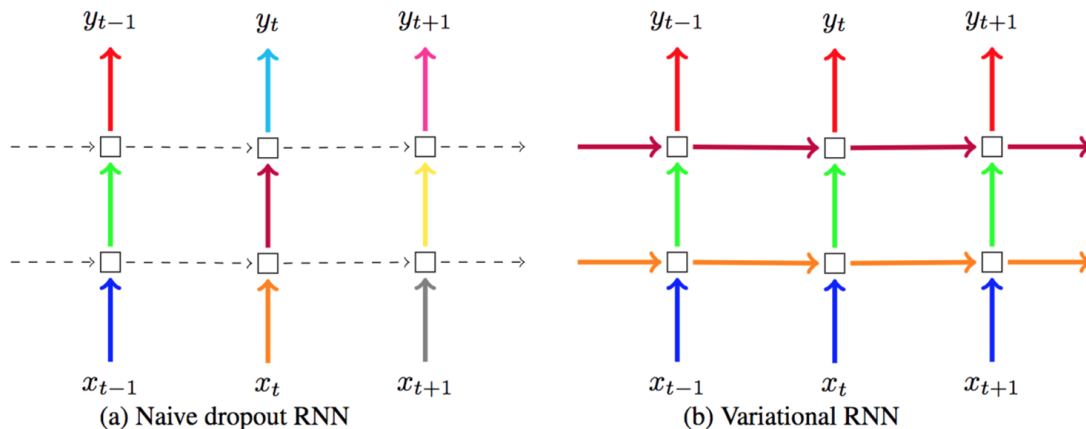 y_{t−1} y_t y_{t+1} y_{t−1} y_t y_{t+1}
x_{t−1} x_t x_{t+1} x_{t−1} x_t x_{t+1}
(a) Naive dropout RNN (b) Variational RNN